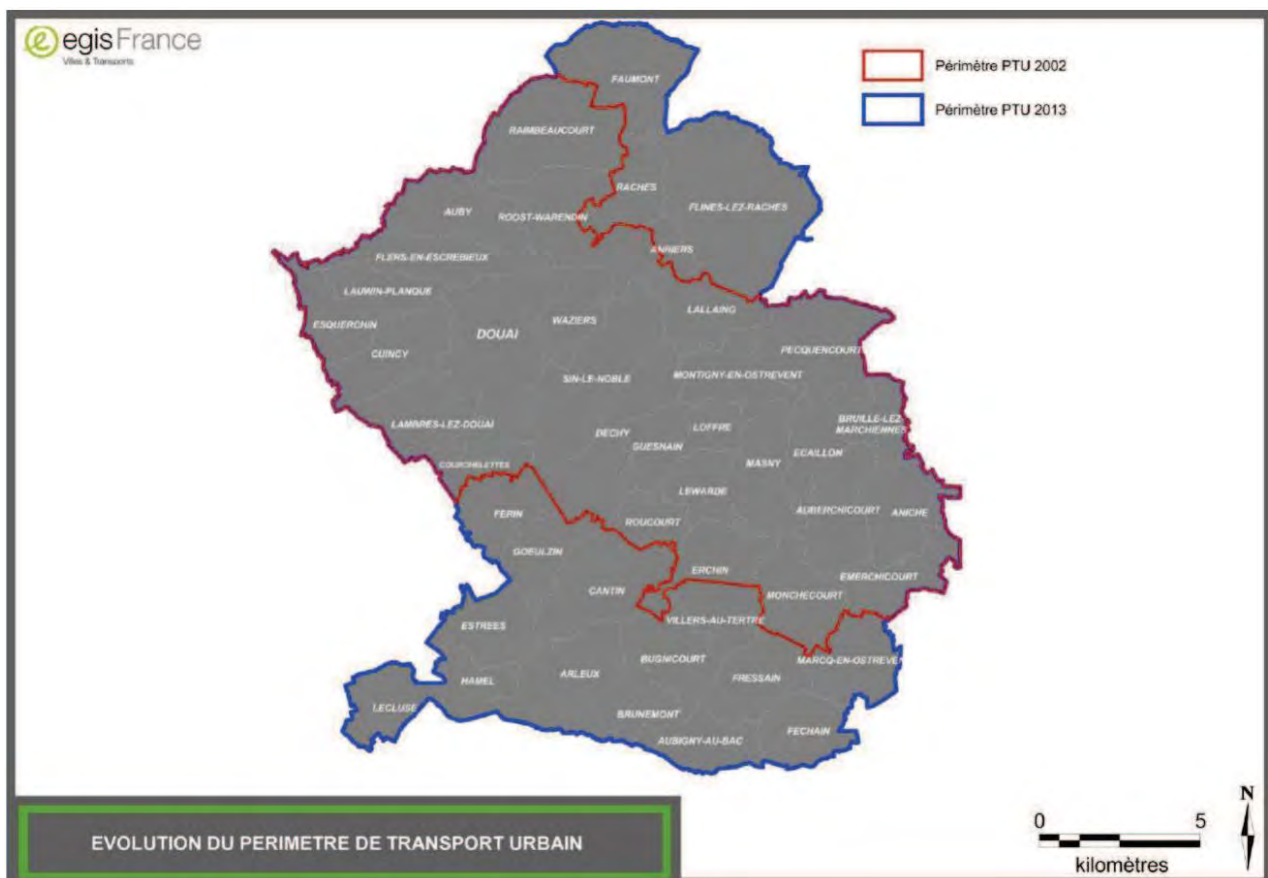 egis France
Villes & Transports
Périmètre PTU 2002
Périmètre PTU 2013
FAUMONT
RAIMBEAUCOURT
RACHES
FLINES-LEZ-RACHES
AUBY
ROOST-WARENDIN
ANHIERS
FLERS-EN-ESCREBIEUX
LAUWIN-PLANQUE
LALLAING
ESQUERCHIN
WAZIERS
DOUAI
CUINCY
PECQUENCOURT
SIN-LE-NOBLE
MONTIGNY-EN-OSTREVENT
LAMBRES-LEZ-DOUAI
BRUILLE-LEZ-
MARCHIENNES
DECHY
LOFFRE
GUESNAIN
ECAILLON
MASNY
COURCHELETTES
LEWARDE
FERIN
ROUCOURT
AUBERCHICOURT
ANICHE
GOEULZIN
ERCHIN
EMERCHICOURT
CANTIN
MONCHECOURT
VILLERS-AU-TERTRE
ESTREES
BUGNICOURT
MARCQ-EN-OSTREVEN
HAMEL
ARLEUX
FRESSAIN
LECLUSE
BRUNEMONT
FECHAIN
AUBIGNY-AU-BAC
EVOLUTION DU PERIMETRE DE TRANSPORT URBAIN
0
5
kilomètres
N